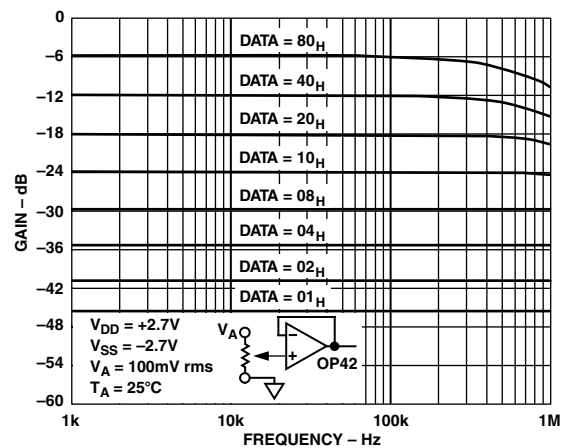 GAIN – dB
0
–6
–12
–18
–24
–30
–36
–42
–48
–54
–60
DATA = 80H
DATA = 40H
DATA = 20H
DATA = 10H
DATA = 08H
DATA = 04H
DATA = 02H
DATA = 01H
VDD = +2.7V
VSS = –2.7V
VA = 100mV rms
TA = 25°C
VA
–
+
OP42
1k
10k
100k
1M
FREQUENCY – Hz